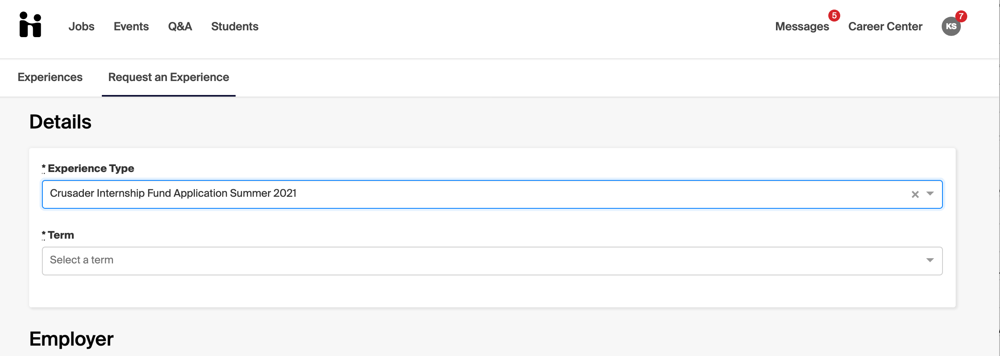 Jobs Events Q&A Students Messages 5 Career Center KS 7
Experiences Request an Experience
Details
* Experience Type
Crusader Internship Fund Application Summer 2021
* Term
Select a term
Employer